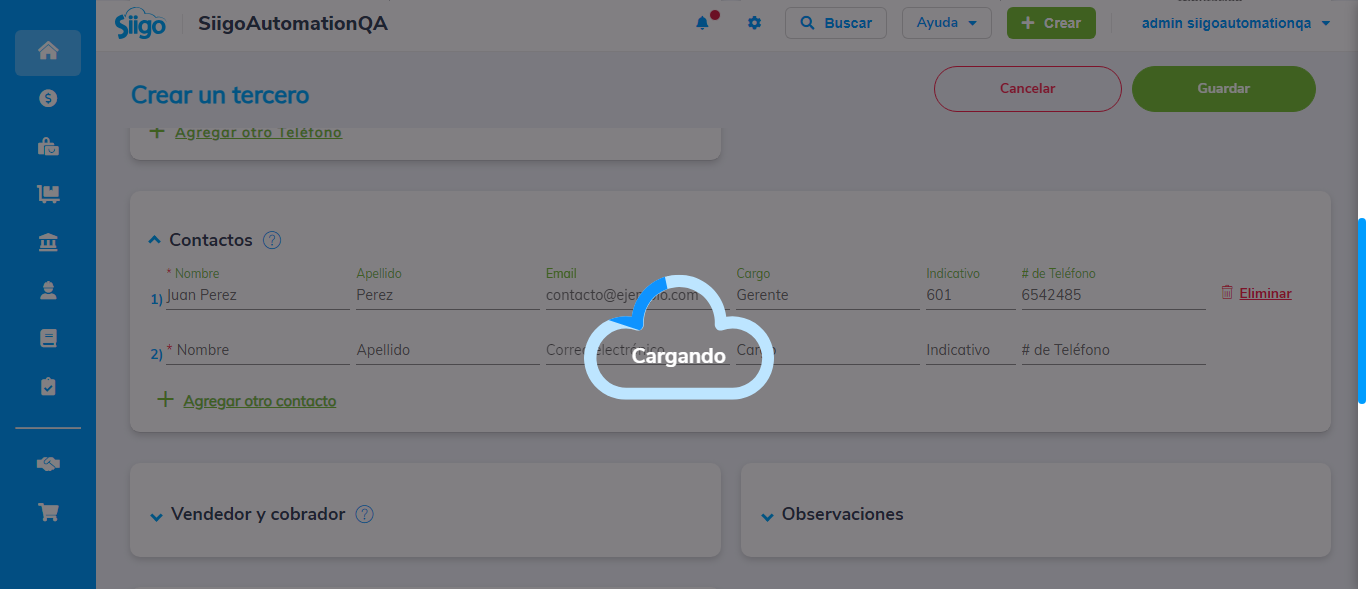 Siigo
SiigoAutomationQA
Buscar
Ayuda
Crear
admin siigoautomationqa
Crear un tercero
Cancelar
Guardar
Agregar otro Teléfono
Contactos ?
* Nombre Apellido Email Cargo Indicativo # de Teléfono
1) Juan Perez Perez contacto@ejemplo.com Gerente 601 6542485 Eliminar
2) * Nombre Apellido Correo electrónico Cargo Indicativo # de Teléfono
Cargando
Agregar otro contacto
Vendedor y cobrador ?
Observaciones